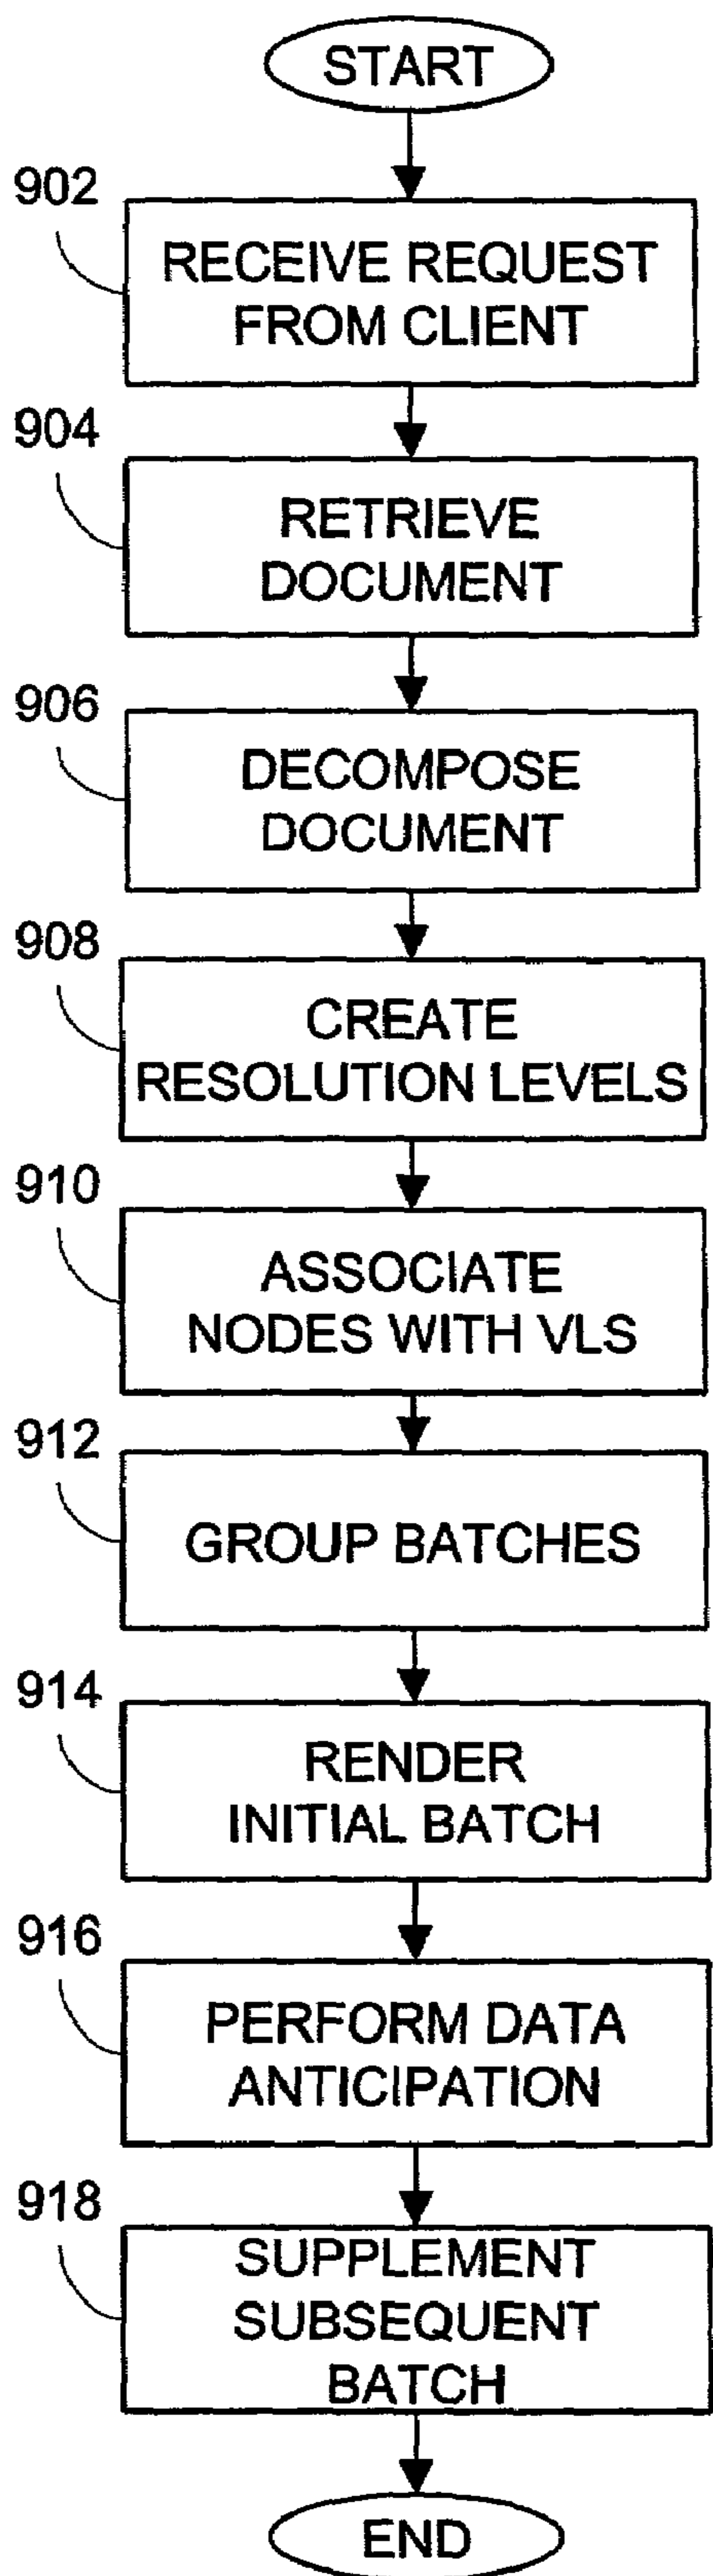 START
902
RECEIVE REQUEST
FROM CLIENT
904
RETRIEVE
DOCUMENT
906
DECOMPOSE
DOCUMENT
908
CREATE
RESOLUTION LEVELS
910
ASSOCIATE
NODES WITH VLS
912
GROUP BATCHES
914
RENDER
INITIAL BATCH
916
PERFORM DATA
ANTICIPATION
918
SUPPLEMENT
SUBSEQUENT
BATCH
END